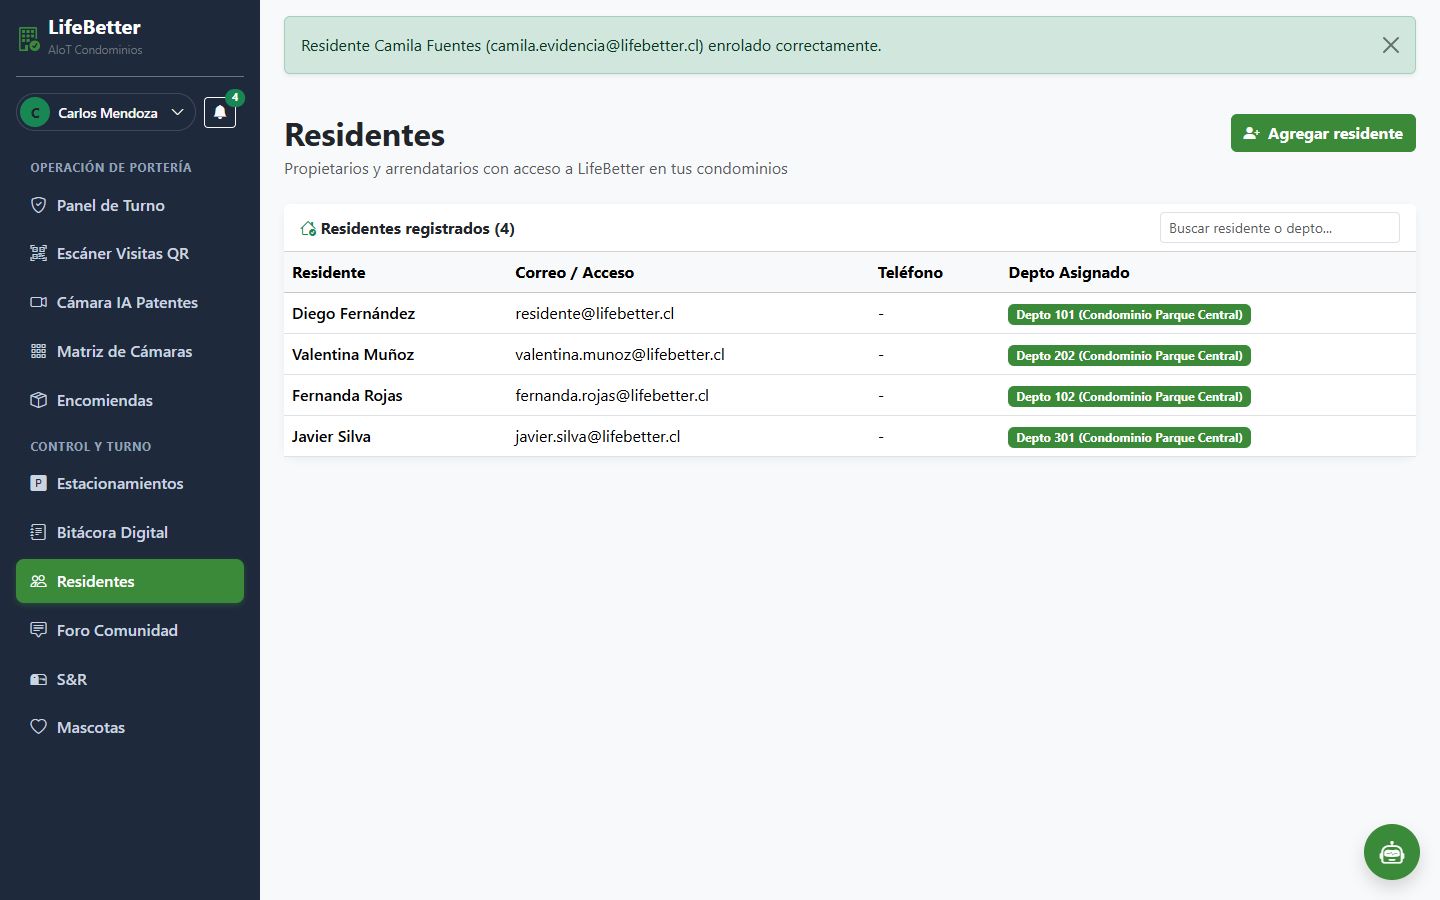 LifeBetter
AIoT Condominios
C Carlos Mendoza 4
OPERACIÓN DE PORTERÍA
Panel de Turno
Escáner Visitas QR
Cámara IA Patentes
Matriz de Cámaras
Encomiendas
CONTROL Y TURNO
P Estacionamientos
Bitácora Digital
Residentes
Foro Comunidad
S&R
Mascotas
Residente Camila Fuentes (camila.evidencia@lifebetter.cl) enrolado correctamente.
Residentes
Agregar residente
Propietarios y arrendatarios con acceso a LifeBetter en tus condominios
Residentes registrados (4)
Buscar residente o depto...
Residente Correo / Acceso Teléfono Depto Asignado
Diego Fernández residente@lifebetter.cl - Depto 101 (Condominio Parque Central)
Valentina Muñoz valentina.munoz@lifebetter.cl - Depto 202 (Condominio Parque Central)
Fernanda Rojas fernanda.rojas@lifebetter.cl - Depto 102 (Condominio Parque Central)
Javier Silva javier.silva@lifebetter.cl - Depto 301 (Condominio Parque Central)